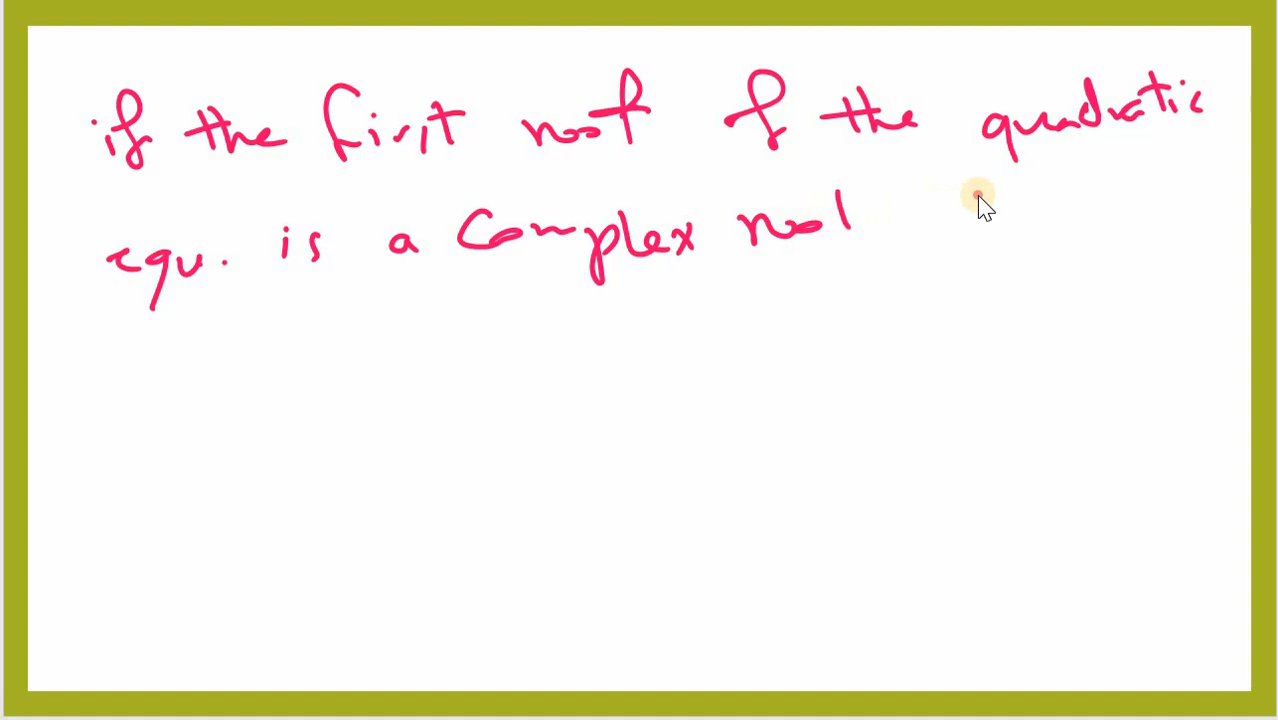 if the first root of the quadratic
equ. is a complex root